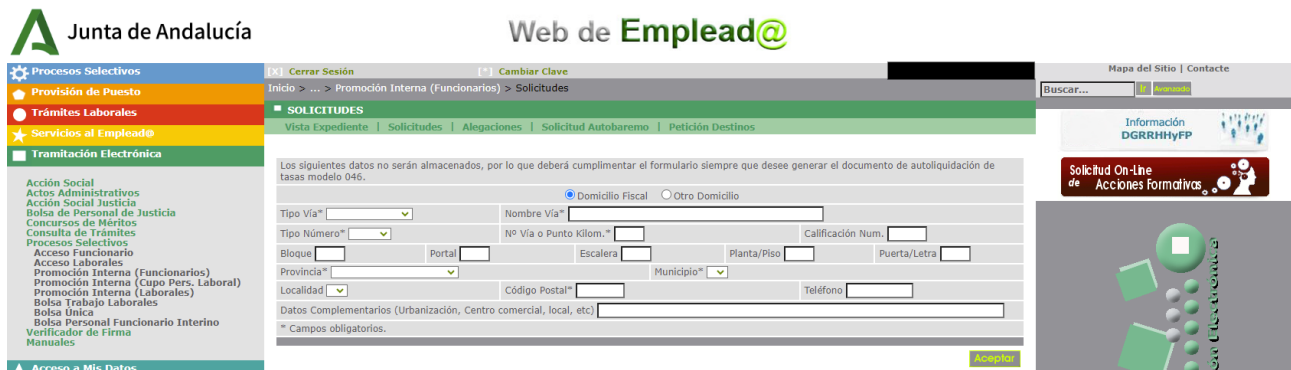 Junta de Andalucía
Web de Emplead@
Procesos Selectivos
Provisión de Puesto
Trámites Laborales
Servicios al Emplead@
Tramitación Electrónica
Acción Social
Actos Administrativos
Acción Social Justicia
Bolsa de Personal de Justicia
Concursos de Méritos
Consulta de Trámites
Procesos Selectivos
Acceso Funcionario
Acceso Laborales
Promoción Interna (Funcionarios)
Promoción Interna (Cupo Pers. Laboral)
Promoción Interna (Laborales)
Bolsa Trabajo Laborales
Bolsa Única
Bolsa Personal Funcionario Interino
Verificador de Firma
Manuales
Acceso a Mis Datos
[X] Cerrar Sesión [*] Cambiar Clave
Inicio > ... > Promoción Interna (Funcionarios) > Solicitudes
SOLICITUDES
Vista Expediente | Solicitudes | Alegaciones | Solicitud Autobaremo | Petición Destinos
Los siguientes datos no serán almacenados, por lo que deberá cumplimentar el formulario siempre que desee generar el documento de autoliquidación de
tasas modelo 046.
Domicilio Fiscal Otro Domicilio
Tipo Vía* Nombre Vía*
Tipo Número* Nº Vía o Punto Kilom.* Calificación Num.
Bloque Portal Escalera Planta/Piso Puerta/Letra
Provincia* Municipio*
Localidad Código Postal* Teléfono
Datos Complementarios (Urbanización, Centro comercial, local, etc)
* Campos obligatorios.
Aceptar
Mapa del Sitio | Contacte
Buscar... Ir Avanzado
Información
DGRRHHyFP
Solicitud On-Line
de Acciones Formativas
ón Electrónica